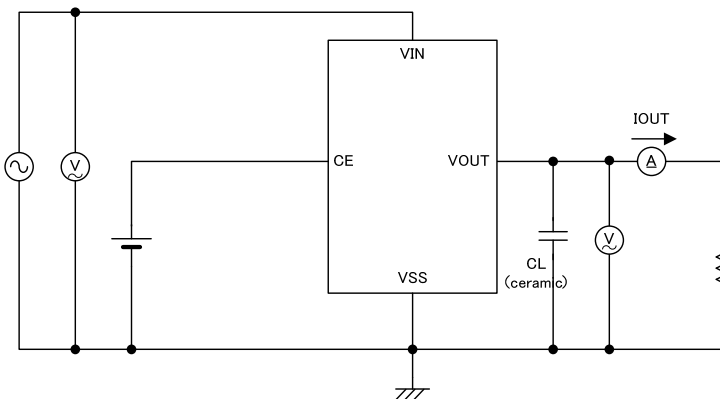 VIN
IOUT
V
CE
VOUT
A
V
CL
(ceramic)
VSS